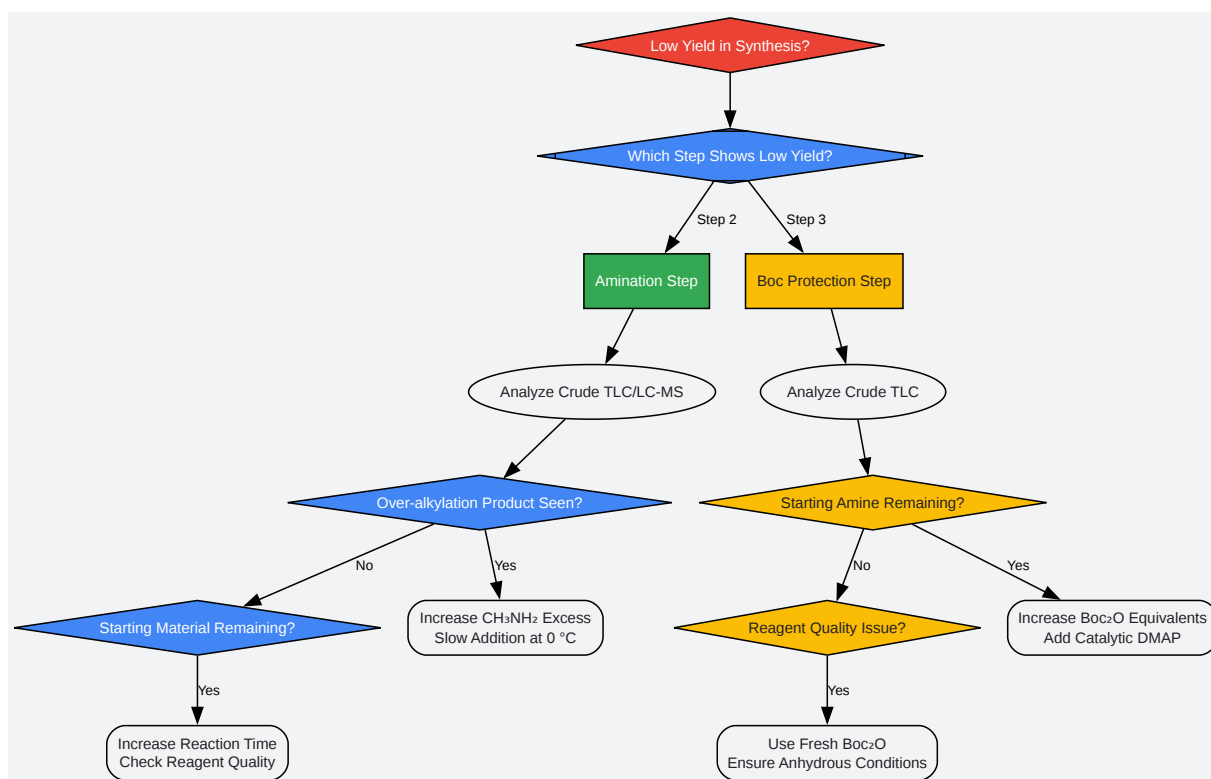 Low Yield in Synthesis?
Which Step Shows Low Yield?
Step 2
Step 3
Amination Step
Boc Protection Step
Analyze Crude TLC/LC-MS
Analyze Crude TLC
Over-alkylation Product Seen?
Starting Amine Remaining?
No
Yes
No
Yes
Starting Material Remaining?
Increase CH₃NH₂ Excess
Slow Addition at 0 °C
Reagent Quality Issue?
Increase Boc₂O Equivalents
Add Catalytic DMAP
Yes
Yes
Increase Reaction Time
Check Reagent Quality
Use Fresh Boc₂O
Ensure Anhydrous Conditions